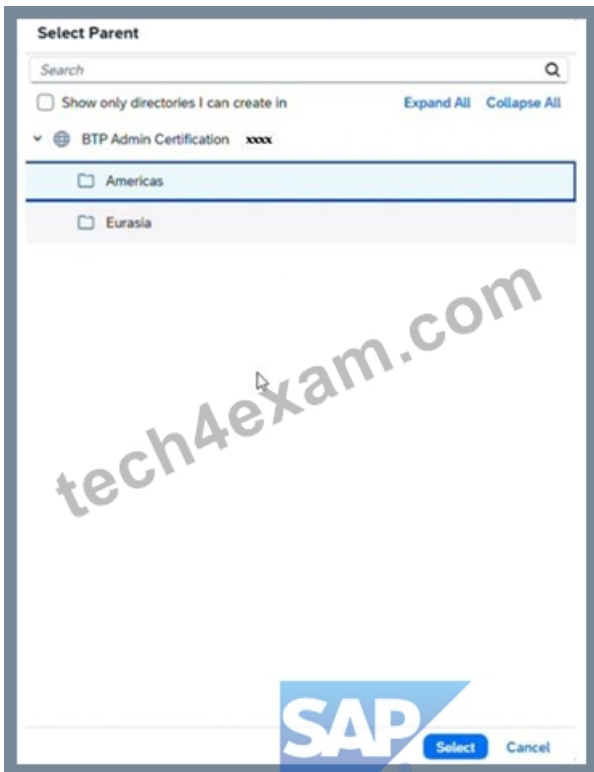 Select Parent
Search
Show only directories I can create in Expand All Collapse All
BTP Admin Certification xxxx
Americas
Eurasia
tech4exam.com
SAP
Select Cancel